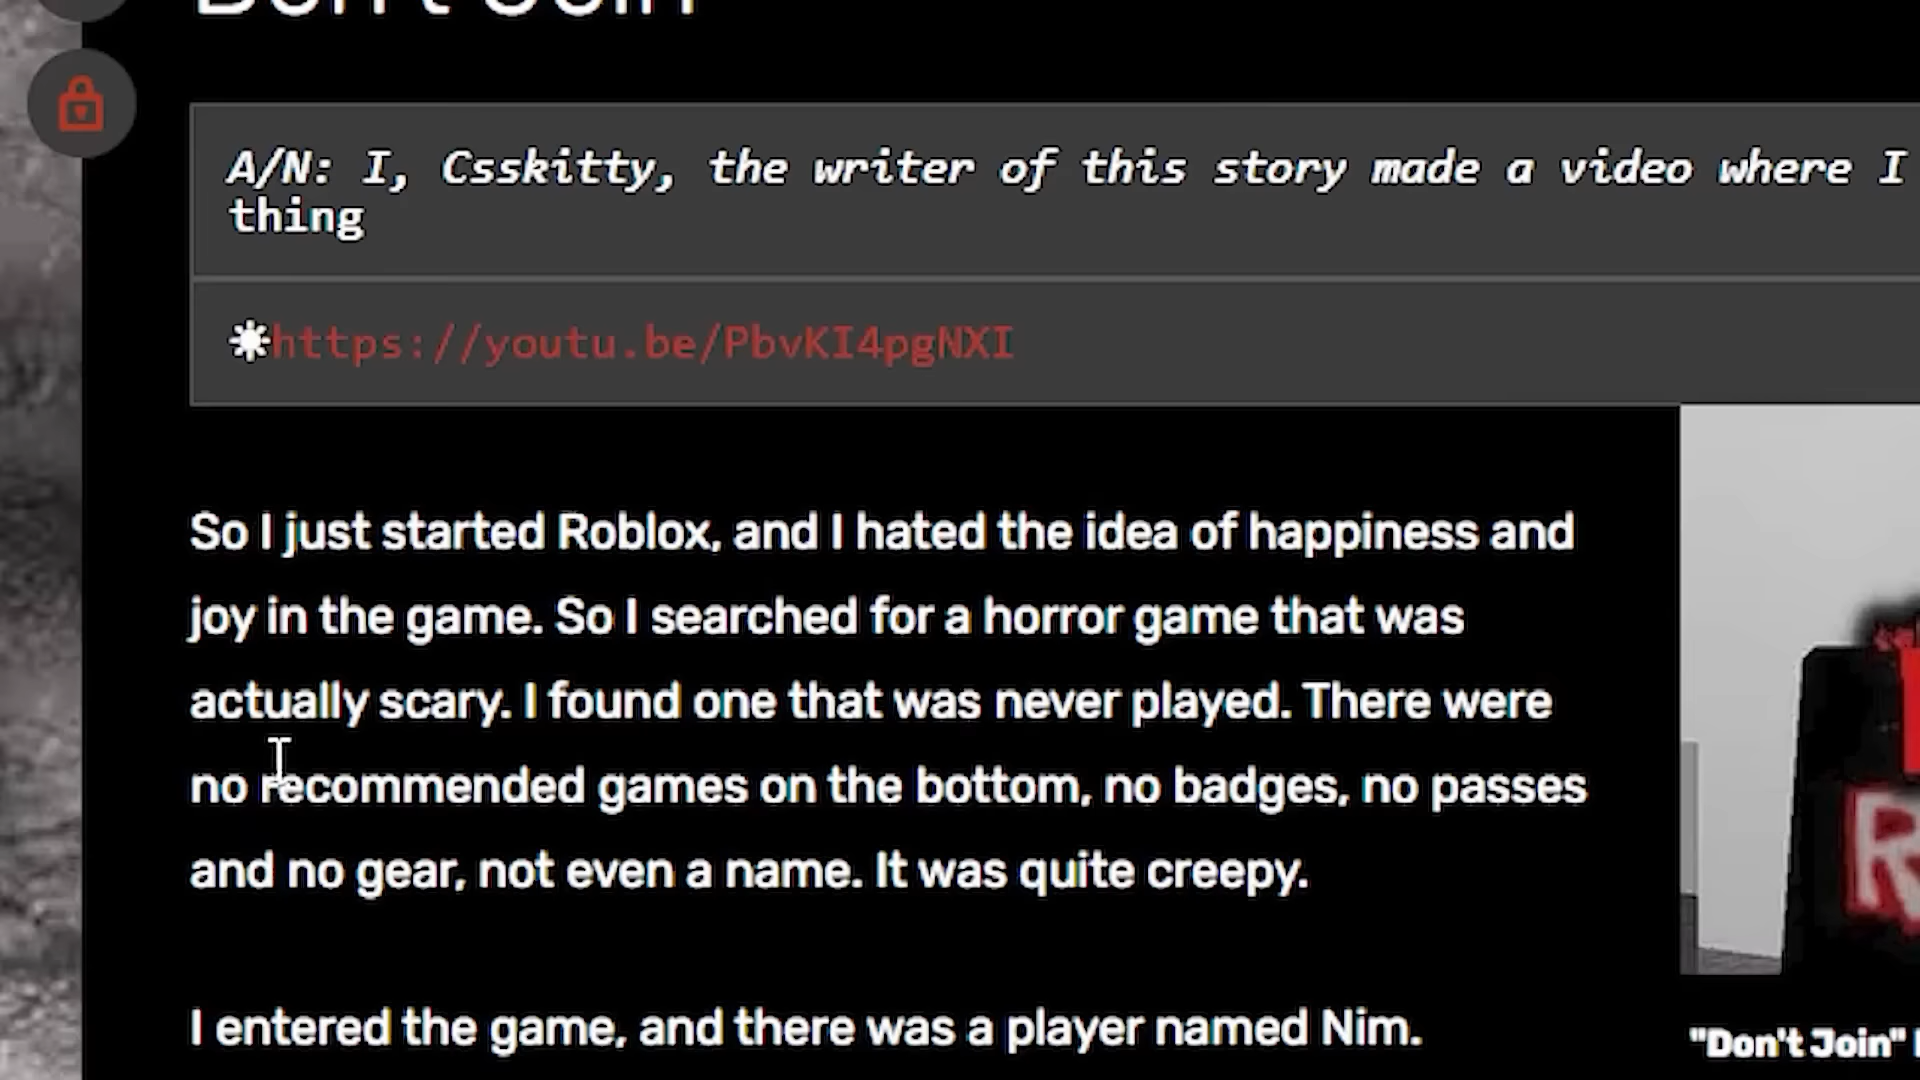 Don't Join
A/N: I, Csskitty, the writer of this story made a video where I
thing
✷https://youtu.be/PbvKI4pgNXI
So I just started Roblox, and I hated the idea of happiness and
joy in the game. So I searched for a horror game that was
actually scary. I found one that was never played. There were
no recommended games on the bottom, no badges, no passes
and no gear, not even a name. It was quite creepy.
I entered the game, and there was a player named Nim.
"Don't Join"